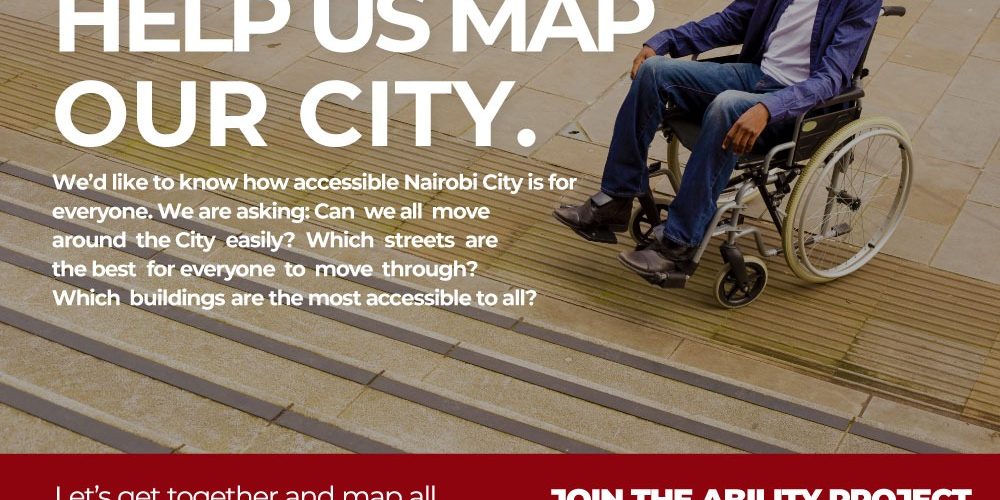 HELP US MAP
OUR CITY.
We'd like to know how accessible Nairobi City is for
everyone. We are asking: Can we all move
around the City easily? Which streets are
the best for everyone to move through?
Which buildings are the most accessible to all?
Let's get together and map all
JOIN THE ABILITY PROJECT